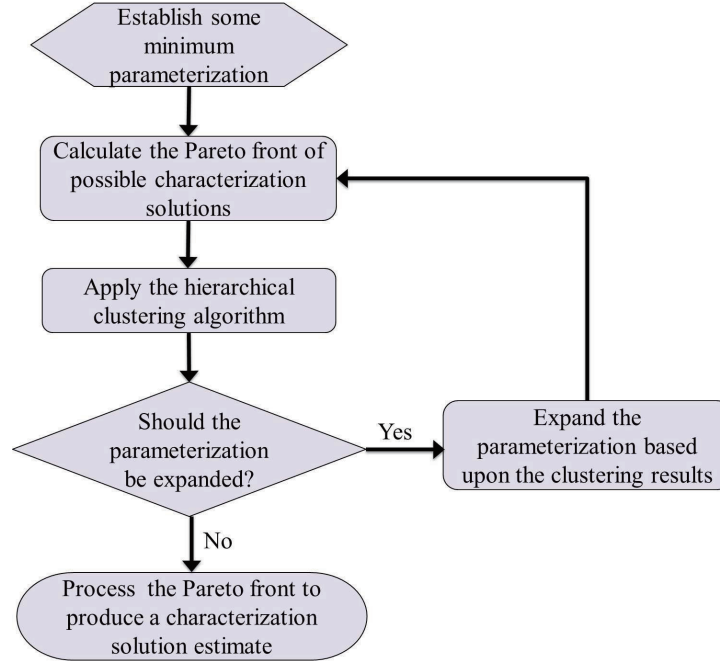 Establish some
minimum
parameterization
Calculate the Pareto front of
possible characterization
solutions
Apply the hierarchical
clustering algorithm
Should the
parameterization
be expanded?
Yes
Expand the
parameterization based
upon the clustering results
No
Process the Pareto front to
produce a characterization
solution estimate